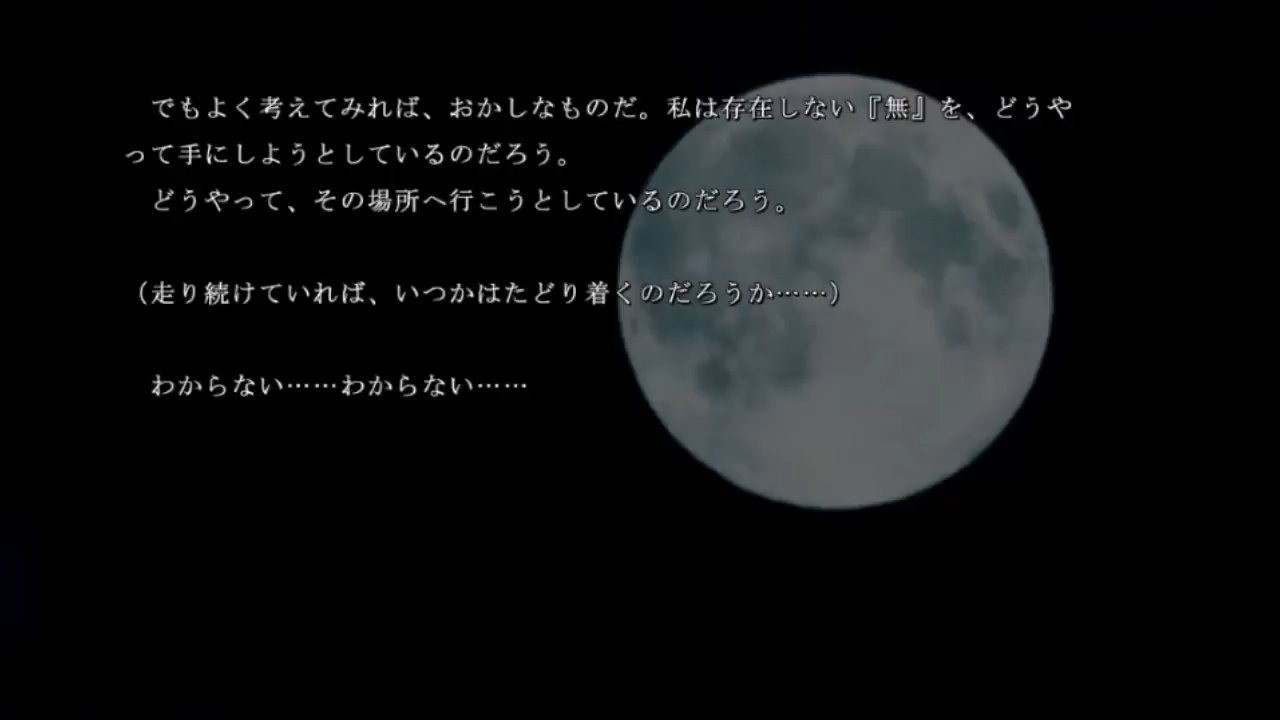 でもよく考えてみれば、おかしなものだ。私は存在しない『無』を、どうや
って手にしようとしているのだろう。
どうやって、その場所へ行こうとしているのだろう。
（走り続けていれば、いつかはたどり着くのだろうか……）
わからない……わからない……